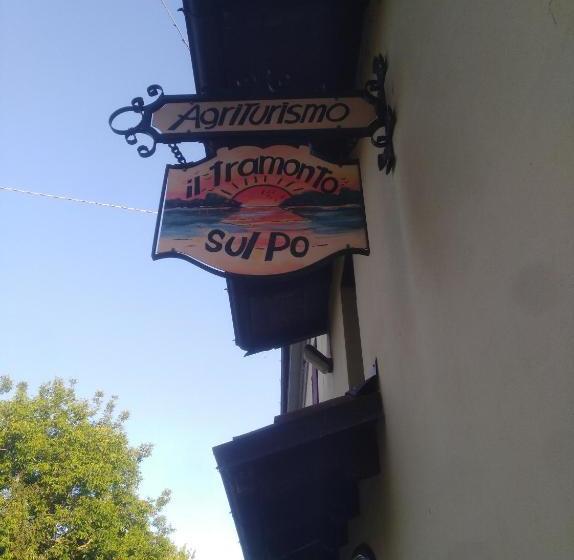 AgriTurismo
il Tramonto
sul Po